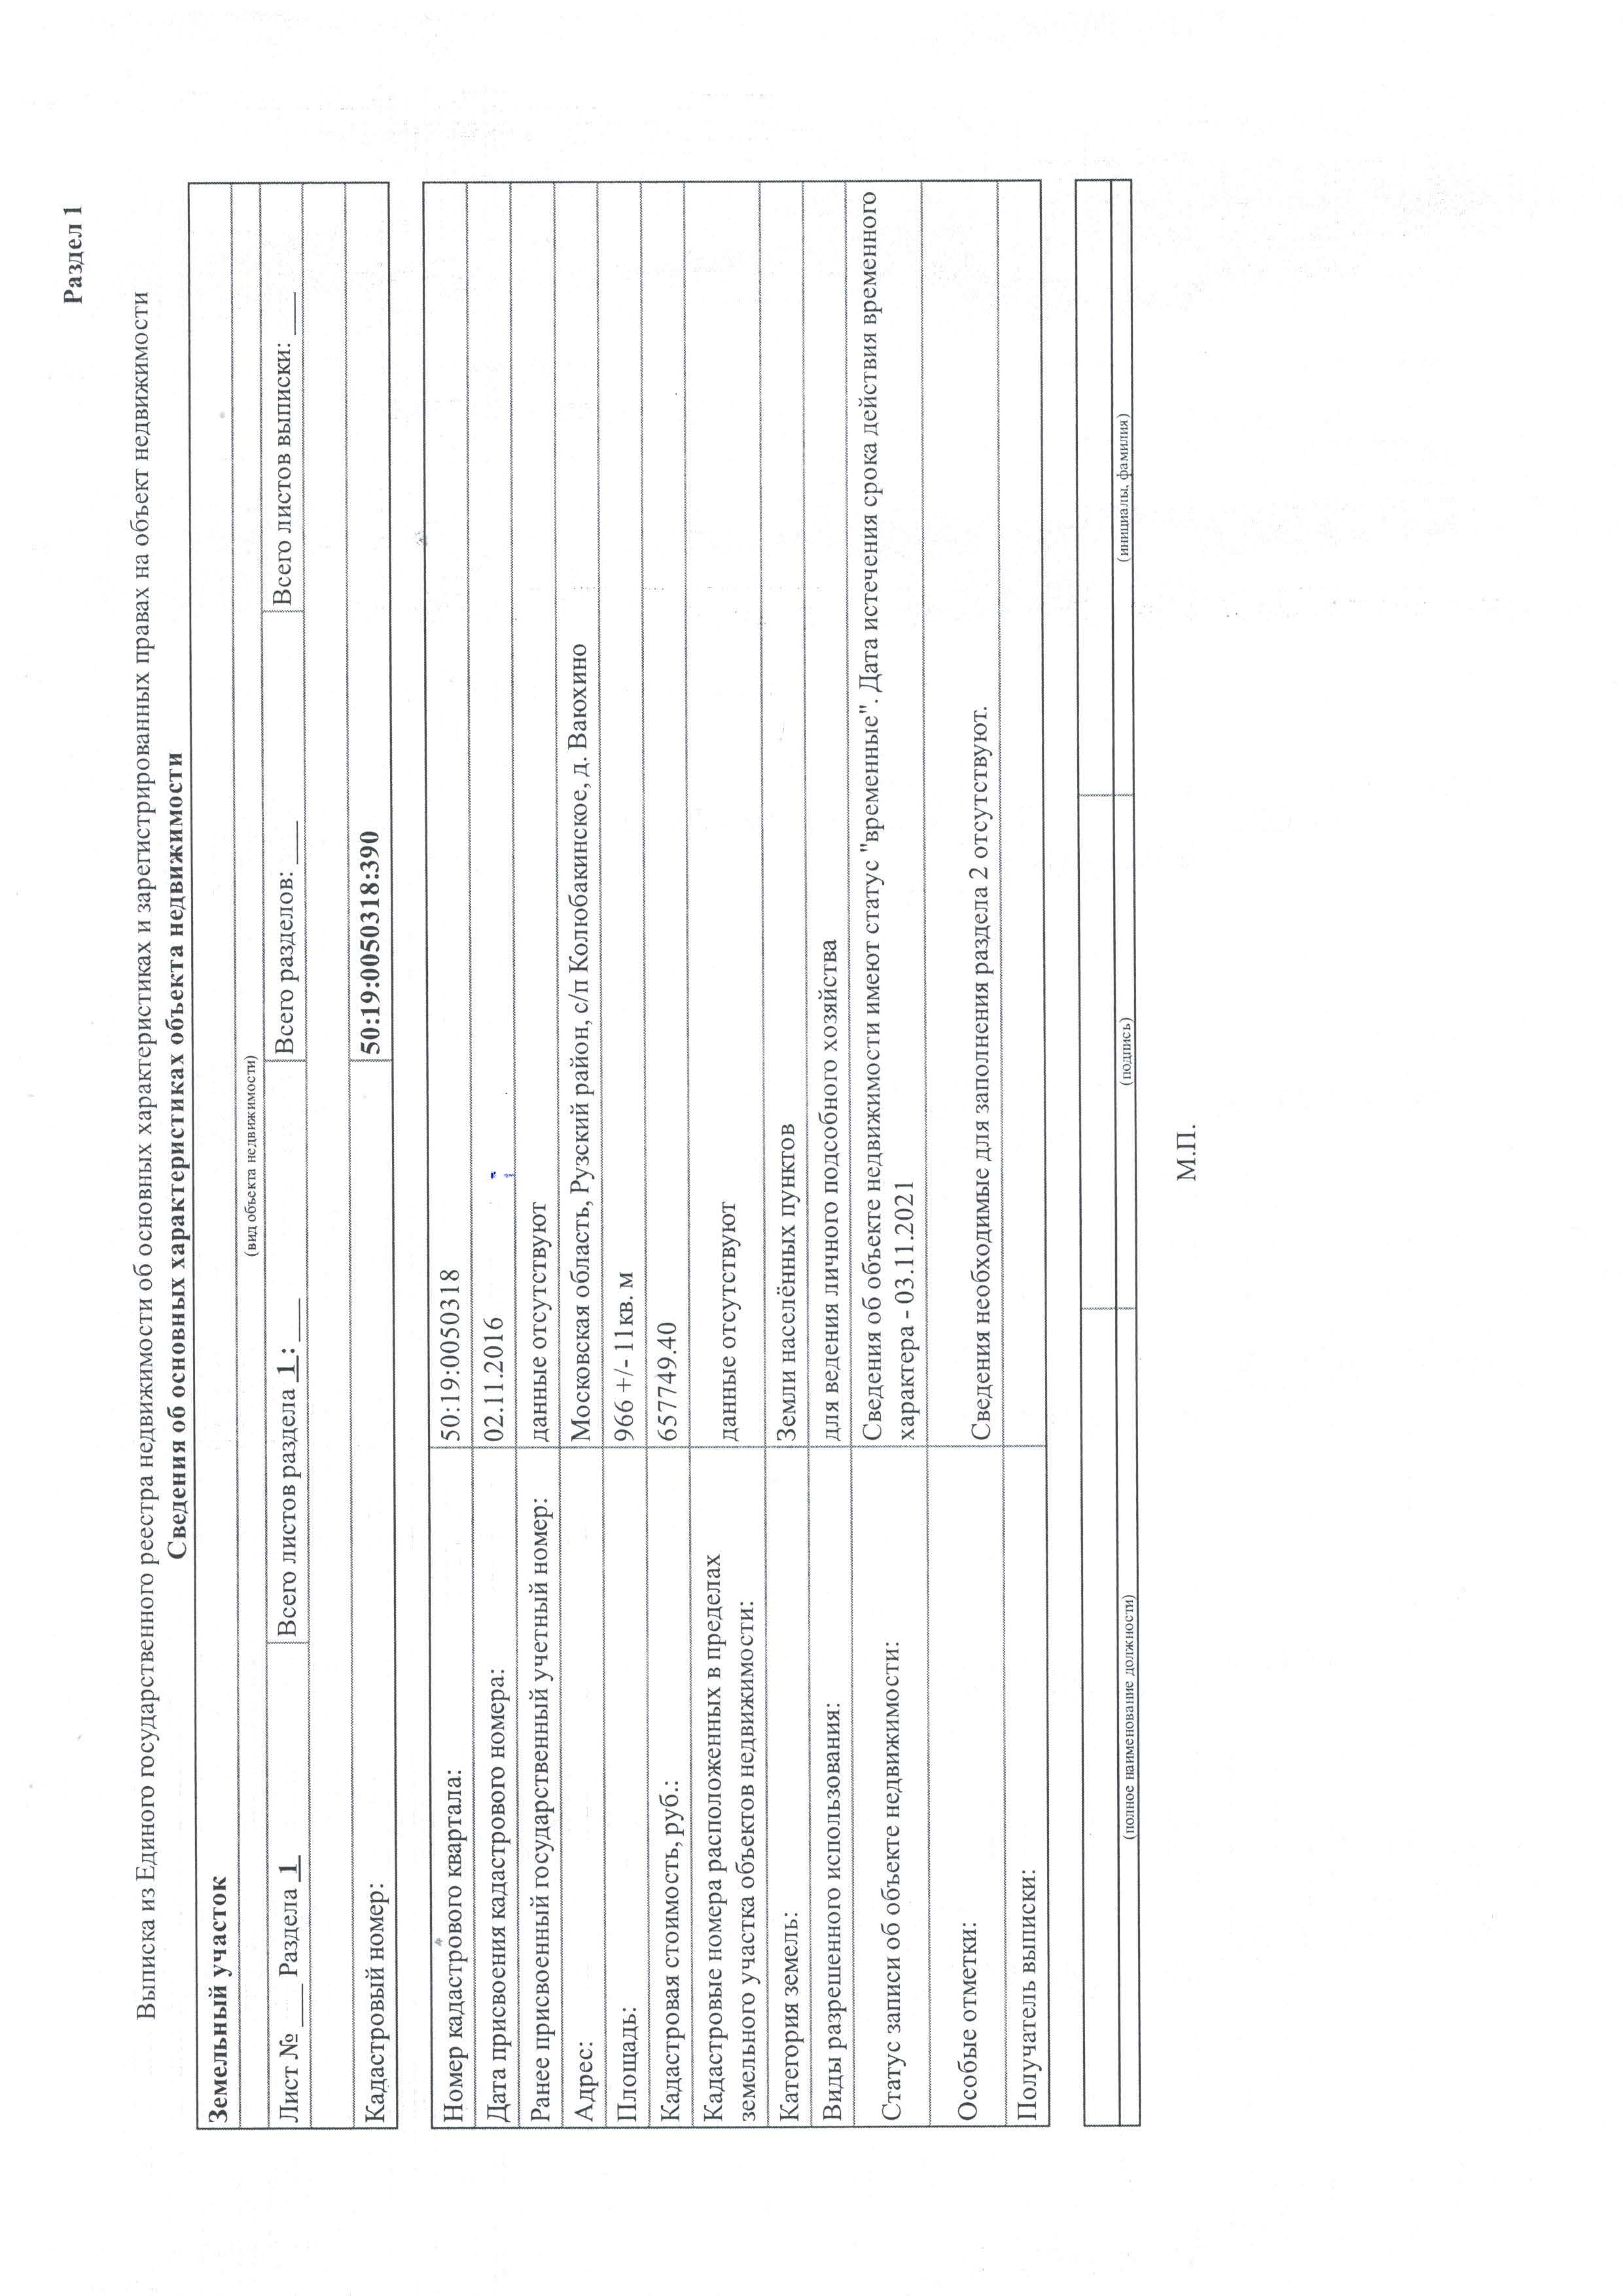 Раздел 1
Выписка из Единого государственного реестра недвижимости об основных характеристиках и зарегистрированных правах на объект недвижимости
Сведения об основных характеристиках объекта недвижимости
Земельный участок
(вид объекта недвижимости)
Лист № ___ Раздела 1 Всего листов раздела 1 : ___ Всего разделов: ___ Всего листов выписки: ___
Кадастровый номер: 50:19:0050318:390
Номер кадастрового квартала: 50:19:0050318
Дата присвоения кадастрового номера: 02.11.2016
Ранее присвоенный государственный учетный номер: данные отсутствуют
Адрес: Московская область, Рузский район, с/п Колюбакинское, д. Ваюхино
Площадь: 966 +/- 11кв. м
Кадастровая стоимость, руб.: 657749.40
Кадастровые номера расположенных в пределах
земельного участка объектов недвижимости: данные отсутствуют
Категория земель: Земли населённых пунктов
Виды разрешенного использования: для ведения личного подсобного хозяйства
Статус записи об объекте недвижимости: Сведения об объекте недвижимости имеют статус "временные". Дата истечения срока действия временного
характера - 03.11.2021
Особые отметки: Сведения необходимые для заполнения раздела 2 отсутствуют.
Получатель выписки:
(полное наименование должности) (подпись) (инициалы, фамилия)
М.П.